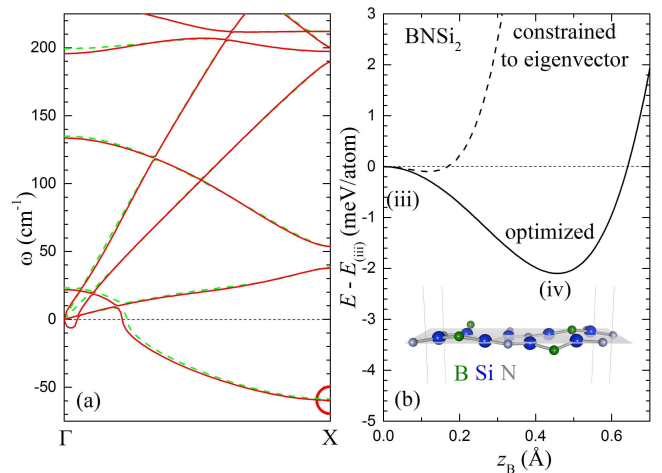 200
150
100
50
0
-50
ω (cm⁻¹)
(a)
Γ
X
3
2
1
0
-1
-2
-3
-4
-5
E - E(iii) (meV/atom)
BNSi₂
constrained
to eigenvector
(iii)
optimized
(iv)
B Si N
(b)
0.0
0.2
0.4
0.6
z_B (Å)